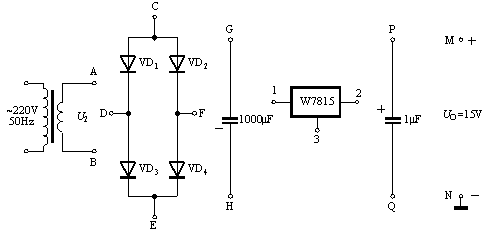 C
G
P
M +
A
VD1
VD2
1
W7815
2
~220V
50Hz
U2
D
F
1000μF
−
+
1μF
UO=15V
3
B
VD3
VD4
E
H
Q
N −